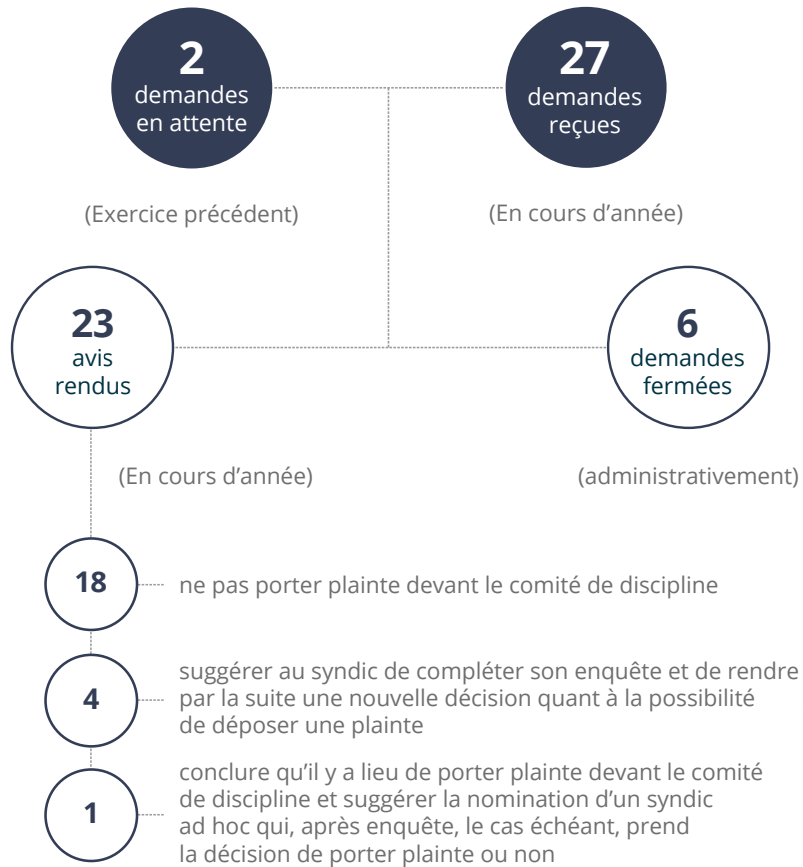 2
demandes
en attente
27
demandes
reçues
(Exercice précédent)
(En cours d’année)
23
avis
rendus
6
demandes
fermées
(En cours d’année)
(administrativement)
18
ne pas porter plainte devant le comité de discipline
4
suggérer au syndic de compléter son enquête et de rendre
par la suite une nouvelle décision quant à la possibilité
de déposer une plainte
1
conclure qu’il y a lieu de porter plainte devant le comité
de discipline et suggérer la nomination d’un syndic
ad hoc qui, après enquête, le cas échéant, prend
la décision de porter plainte ou non